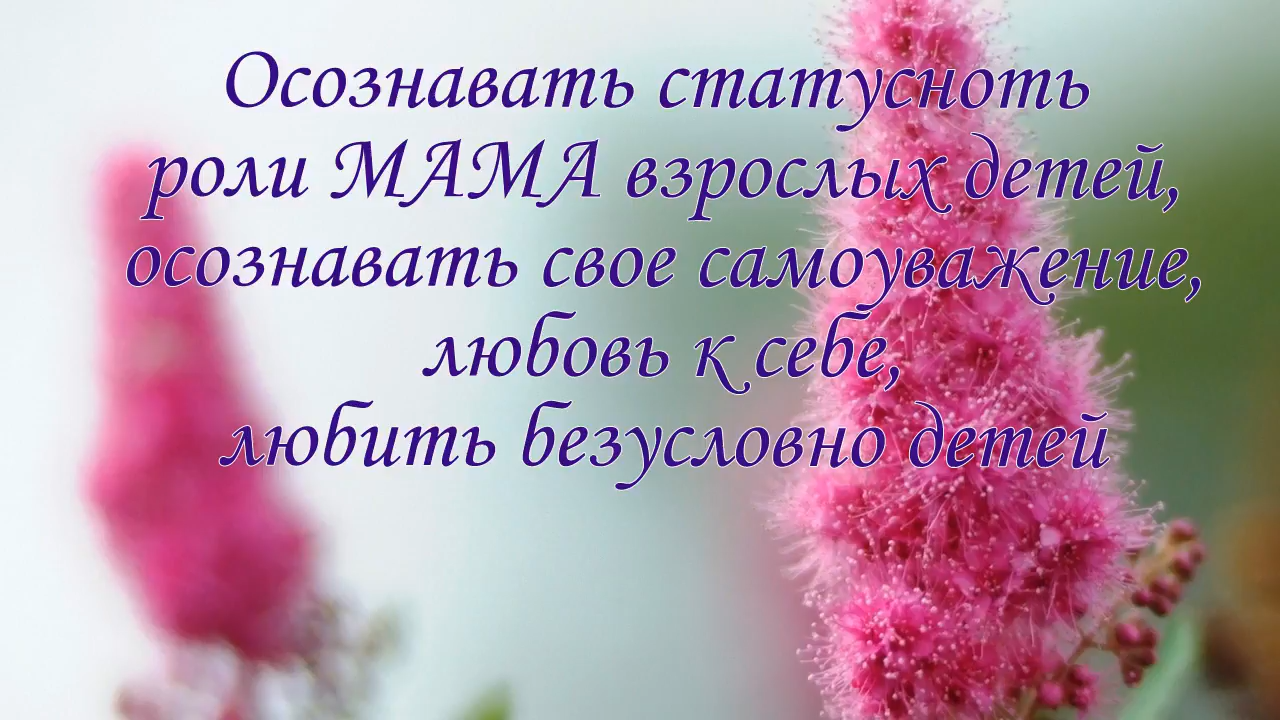 Осознавать статусноть
роли МАМА взрослых детей,
осознавать свое самоуважение,
любовь к себе,
любить безусловно детей